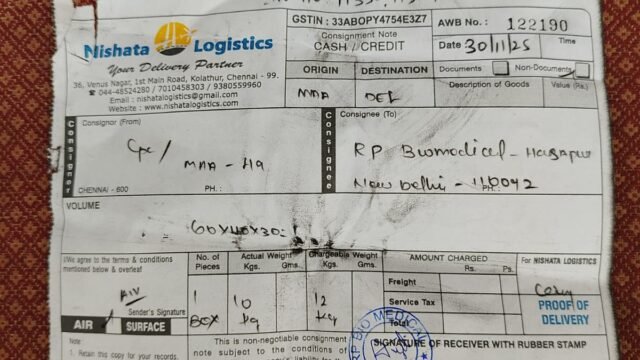 GSTIN : 33ABOPY4754E3Z7
AWB No. : 122190
Nishata Logistics
Your Delivery Partner
36, Venus Nagar, 1st Main Road, Kolathur, Chennai - 99.
044-48524280 / 7010458303 / 9380559960
Email : nishatalogistics@gmail.com
Website : www.nishatalogistics.com
Consignment Note
CASH / CREDIT
Date 30/11/25 Time
ORIGIN DESTINATION
Documents Non-Documents
MAA DEL
Description of Goods Value (Rs.)
Consignor
Consignor (From)
MAA - HQ
CHENNAI - 600 PH. :
Consignee
Consignee (To)
RP Biomedical -
New Delhi - 110042
PH. :
VOLUME
60x40x30
I/We agree to the terms & conditions
mentioned below & overleaf
Sender's Signature
AIR SURFACE
No. of Pieces
Actual Weight
Kgs. Gms.
Chargeable Weight
Kgs. Gms.
AMOUNT CHARGED
Rs. Ps.
Freight
Service Tax
Total
1 10 12
Box Kg Kg
For NISHATA LOGISTICS
PROOF OF
DELIVERY
Note
1. Retain this copy for your records.
This is non-negotiable consignment
note subject to the conditions of
SIGNATURE OF RECEIVER WITH RUBBER STAMP
RP BIO MEDICAL